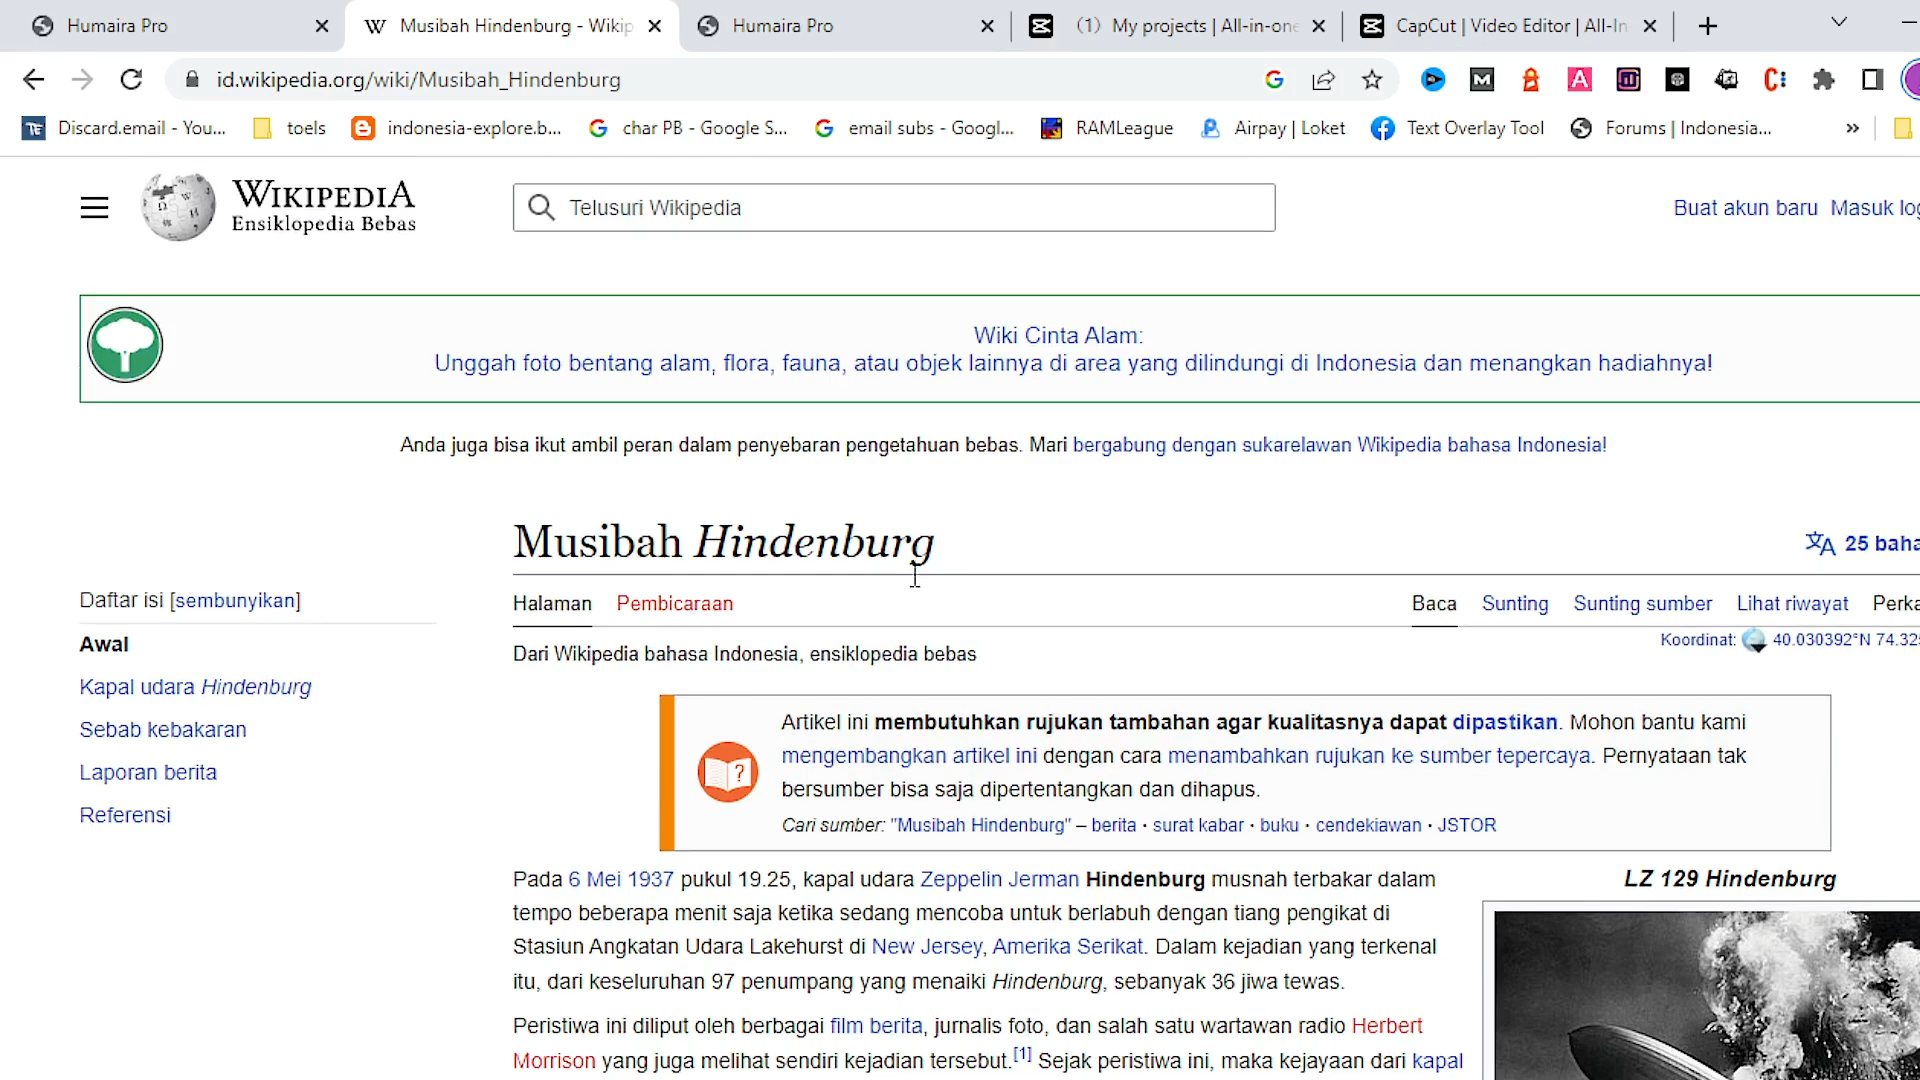 Humaira Pro
Musibah Hindenburg - Wikip
Humaira Pro
(1) My projects | All-in-one
CapCut | Video Editor | All-In
id.wikipedia.org/wiki/Musibah_Hindenburg
Discard.email - You...
toels
indonesia-explore.b...
char PB - Google S...
email subs - Googl...
RAMLeague
Airpay | Loket
Text Overlay Tool
Forums | Indonesia...
»
WIKIPEDIA
Ensiklopedia Bebas
Telusuri Wikipedia
Buat akun baru Masuk log
Wiki Cinta Alam:
Unggah foto bentang alam, flora, fauna, atau objek lainnya di area yang dilindungi di Indonesia dan menangkan hadiahnya!
Anda juga bisa ikut ambil peran dalam penyebaran pengetahuan bebas. Mari bergabung dengan sukarelawan Wikipedia bahasa Indonesia!
Musibah Hindenburg
25 baha
Daftar isi [sembunyikan]
Awal
Kapal udara Hindenburg
Sebab kebakaran
Laporan berita
Referensi
Halaman Pembicaraan
Baca Sunting Sunting sumber Lihat riwayat Perka
Koordinat: 40.030392°N 74.325
Dari Wikipedia bahasa Indonesia, ensiklopedia bebas
Artikel ini membutuhkan rujukan tambahan agar kualitasnya dapat dipastikan. Mohon bantu kami
mengembangkan artikel ini dengan cara menambahkan rujukan ke sumber tepercaya. Pernyataan tak
bersumber bisa saja dipertentangkan dan dihapus.
Cari sumber: "Musibah Hindenburg" – berita · surat kabar · buku · cendekiawan · JSTOR
Pada 6 Mei 1937 pukul 19.25, kapal udara Zeppelin Jerman Hindenburg musnah terbakar dalam
tempo beberapa menit saja ketika sedang mencoba untuk berlabuh dengan tiang pengikat di
Stasiun Angkatan Udara Lakehurst di New Jersey, Amerika Serikat. Dalam kejadian yang terkenal
itu, dari keseluruhan 97 penumpang yang menaiki Hindenburg, sebanyak 36 jiwa tewas.
Peristiwa ini diliput oleh berbagai film berita, jurnalis foto, dan salah satu wartawan radio Herbert
Morrison yang juga melihat sendiri kejadian tersebut.[1] Sejak peristiwa ini, maka kejayaan dari kapal
LZ 129 Hindenburg